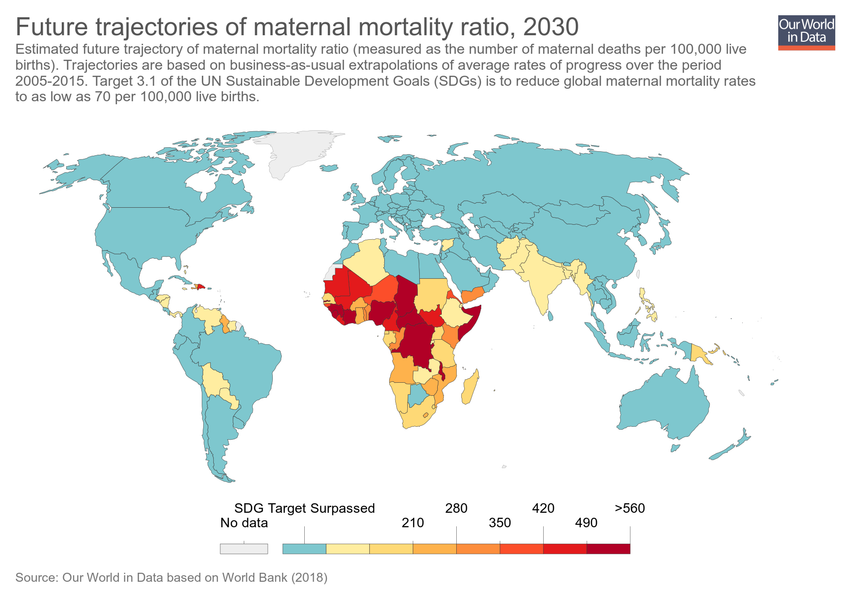 Future trajectories of maternal mortality ratio, 2030
Our World
in Data
Estimated future trajectory of maternal mortality ratio (measured as the number of maternal deaths per 100,000 live
births). Trajectories are based on business-as-usual extrapolations of average rates of progress over the period
2005-2015. Target 3.1 of the UN Sustainable Development Goals (SDGs) is to reduce global maternal mortality rates
to as low as 70 per 100,000 live births.
SDG Target Surpassed 280 420 >560
No data 210 350 490
Source: Our World in Data based on World Bank (2018)